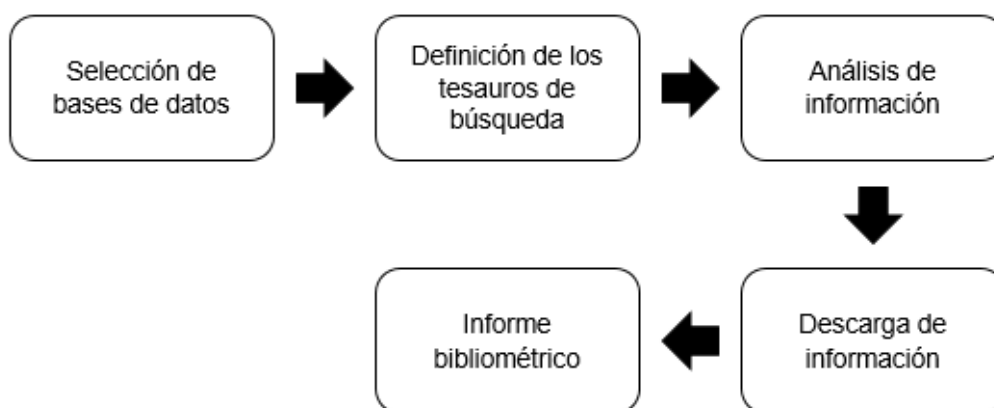 Selección de
bases de datos
Definición de los
tesauros de
búsqueda
Análisis de
información
Descarga de
información
Informe
bibliométrico